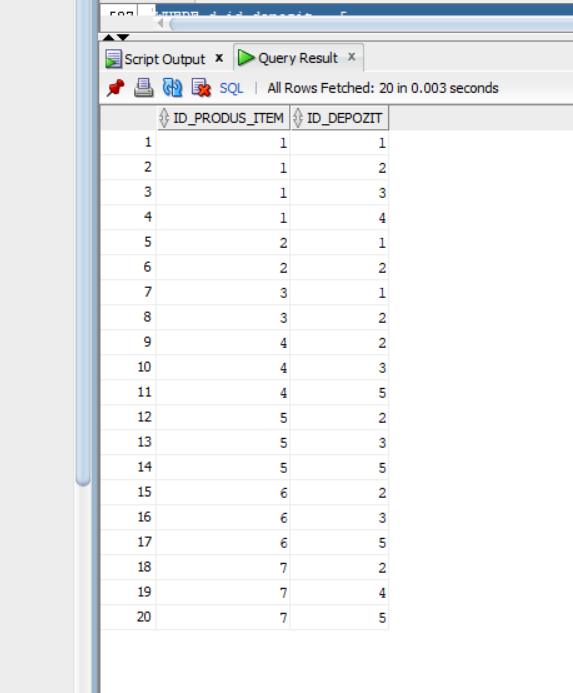 Script Output x Query Result x
SQL | All Rows Fetched: 20 in 0.003 seconds
ID_PRODUS_ITEM ID_DEPOZIT
1 1 1
2 1 2
3 1 3
4 1 4
5 2 1
6 2 2
7 3 1
8 3 2
9 4 2
10 4 3
11 4 5
12 5 2
13 5 3
14 5 5
15 6 2
16 6 3
17 6 5
18 7 2
19 7 4
20 7 5